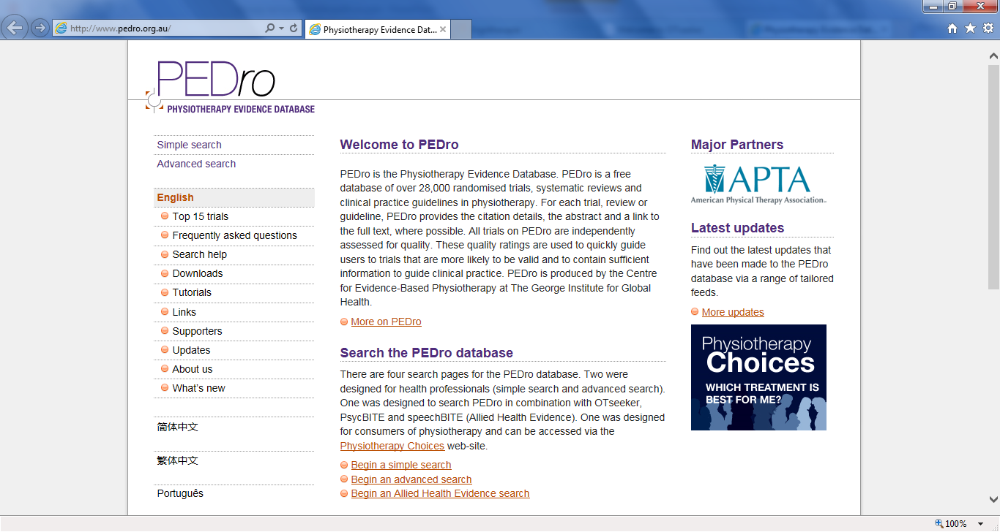 http://www.pedro.org.au/
Physiotherapy Evidence Dat...
PEDro
PHYSIOTHERAPY EVIDENCE DATABASE
Simple search
Advanced search
English
Top 15 trials
Frequently asked questions
Search help
Downloads
Tutorials
Links
Supporters
Updates
About us
What's new
简体中文
繁体中文
Português
Welcome to PEDro
PEDro is the Physiotherapy Evidence Database. PEDro is a free
database of over 28,000 randomised trials, systematic reviews and
clinical practice guidelines in physiotherapy. For each trial, review or
guideline, PEDro provides the citation details, the abstract and a link to
the full text, where possible. All trials on PEDro are independently
assessed for quality. These quality ratings are used to quickly guide
users to trials that are more likely to be valid and to contain sufficient
information to guide clinical practice. PEDro is produced by the Centre
for Evidence-Based Physiotherapy at The George Institute for Global
Health.
More on PEDro
Search the PEDro database
There are four search pages for the PEDro database. Two were
designed for health professionals (simple search and advanced search).
One was designed to search PEDro in combination with OTseeker,
PsycBITE and speechBITE (Allied Health Evidence). One was designed
for consumers of physiotherapy and can be accessed via the
Physiotherapy Choices web-site.
Begin a simple search
Begin an advanced search
Begin an Allied Health Evidence search
Major Partners
APTA
American Physical Therapy Association
Latest updates
Find out the latest updates that
have been made to the PEDro
database via a range of tailored
feeds.
More updates
Physiotherapy
Choices
WHICH TREATMENT IS
BEST FOR ME?
100%